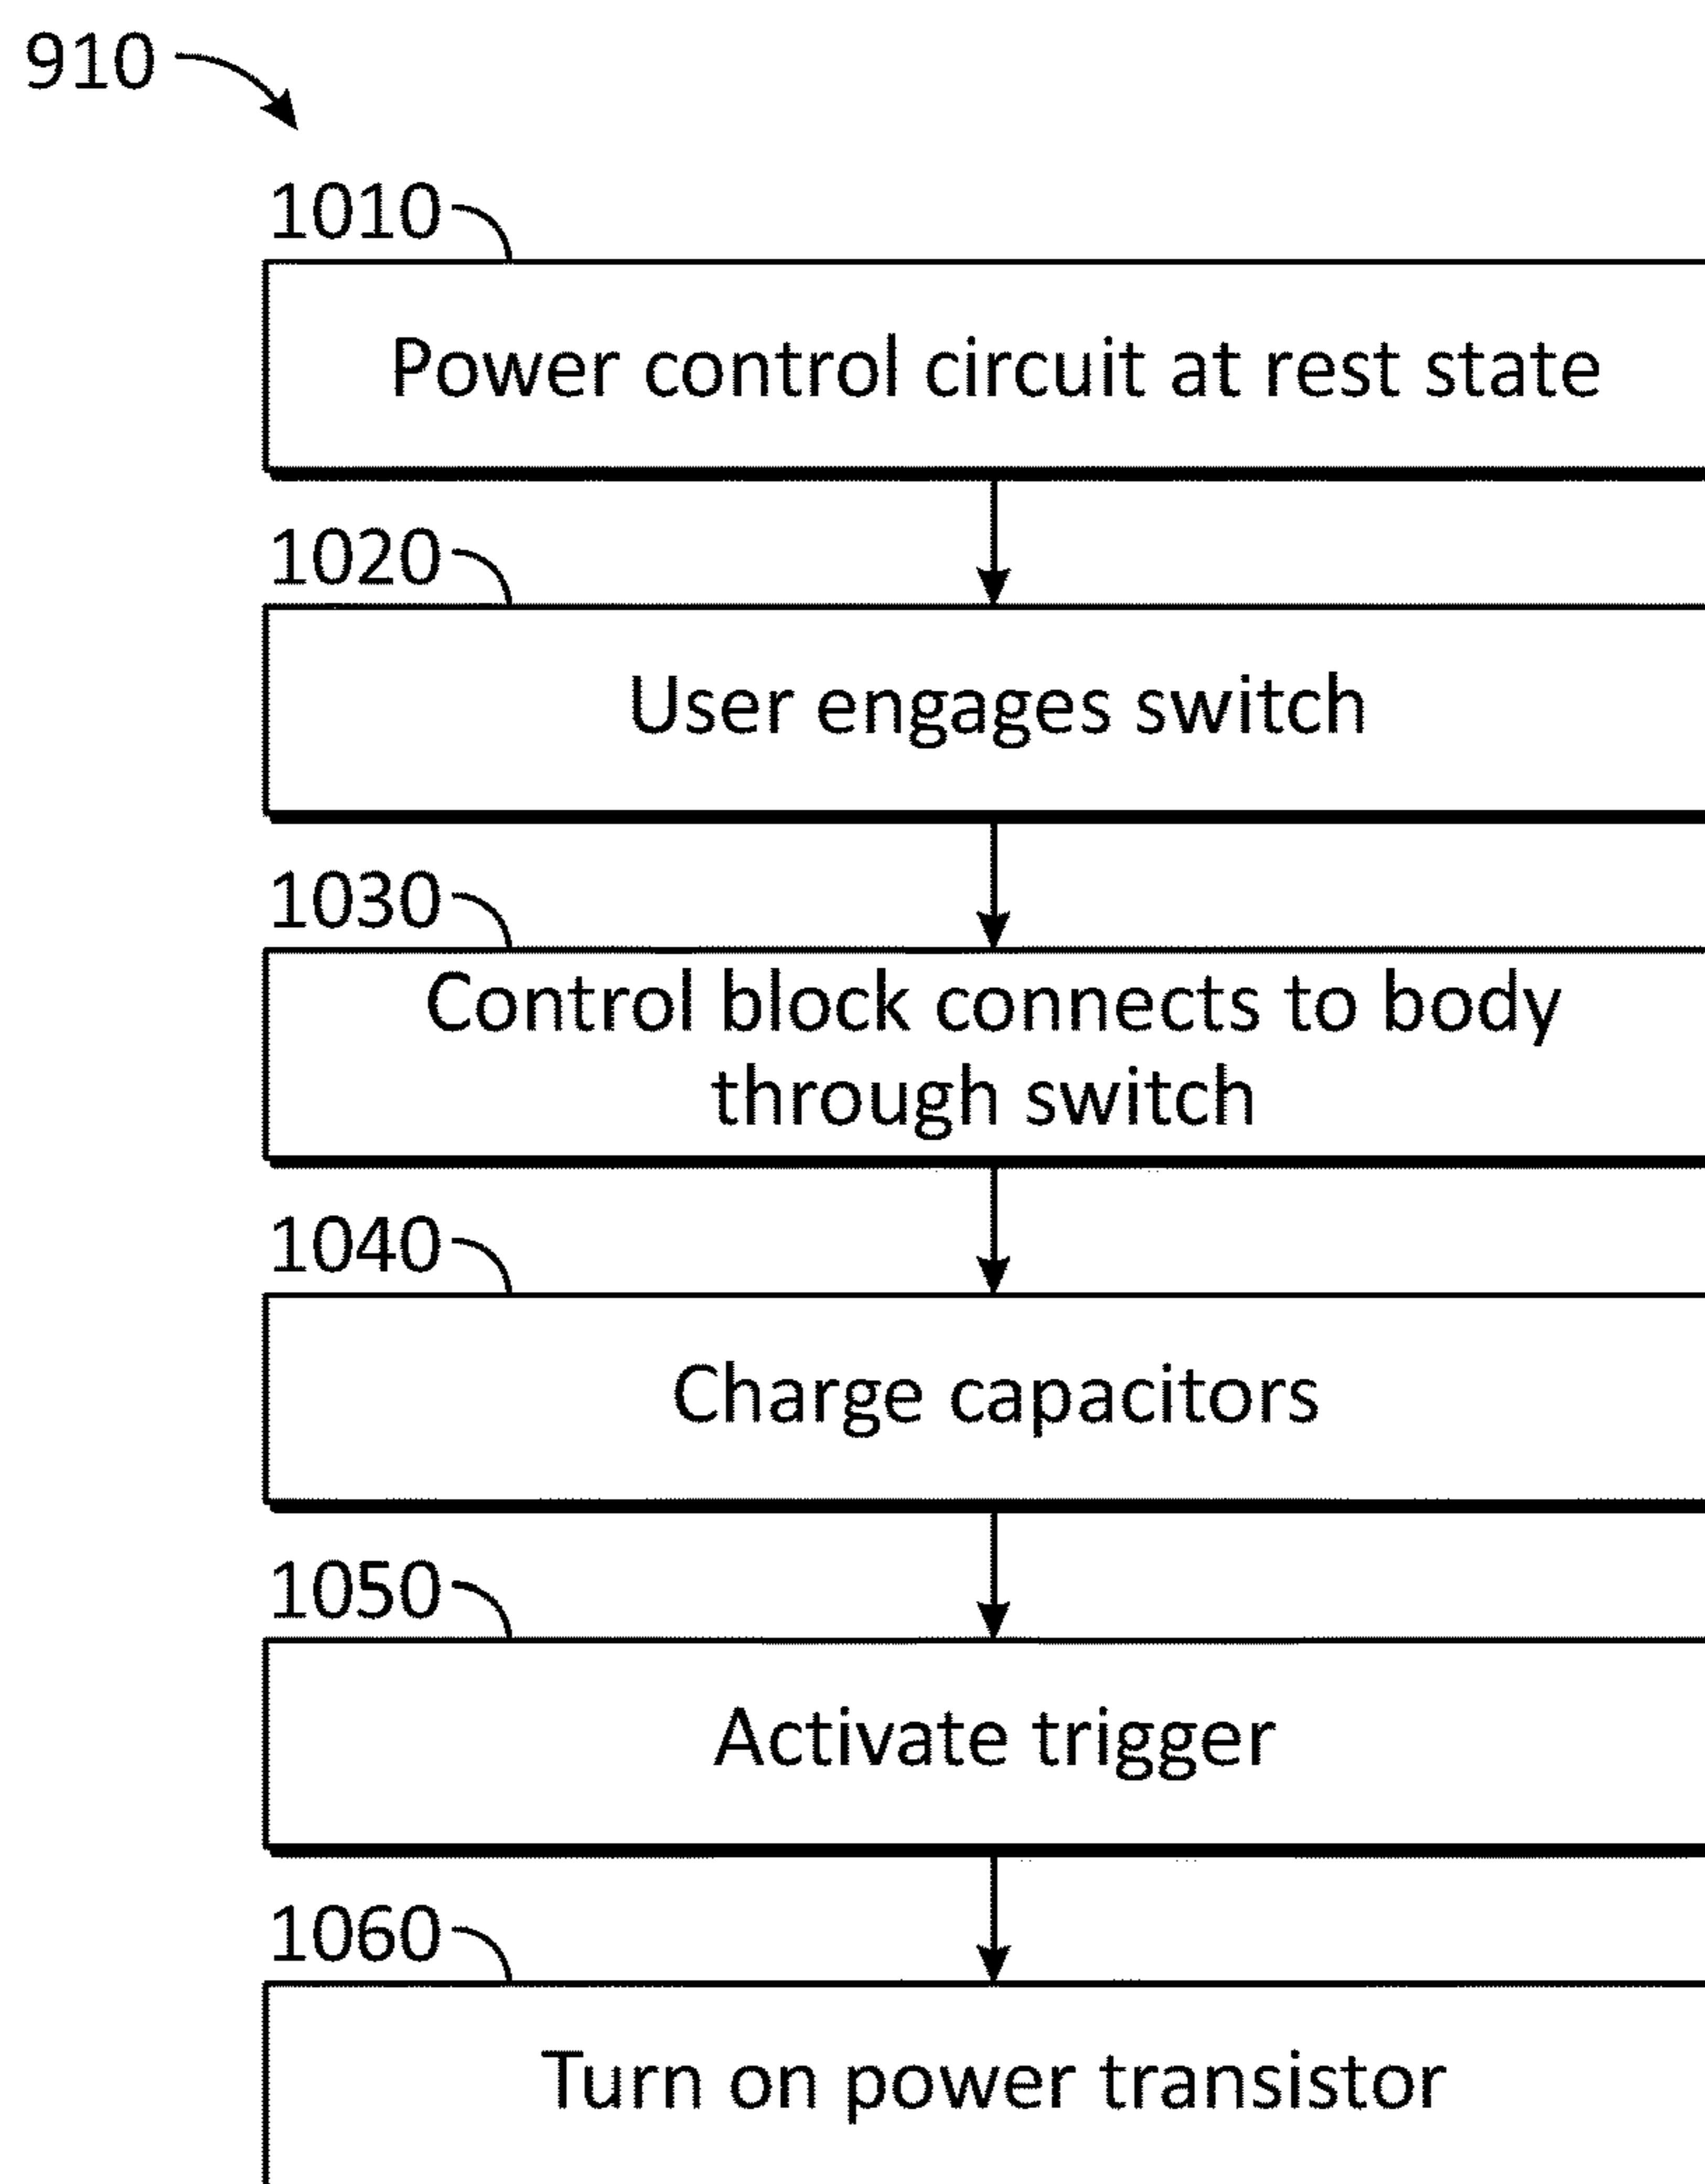 910
1010
Power control circuit at rest state
1020
User engages switch
1030
Control block connects to body
through switch
1040
Charge capacitors
1050
Activate trigger
1060
Turn on power transistor